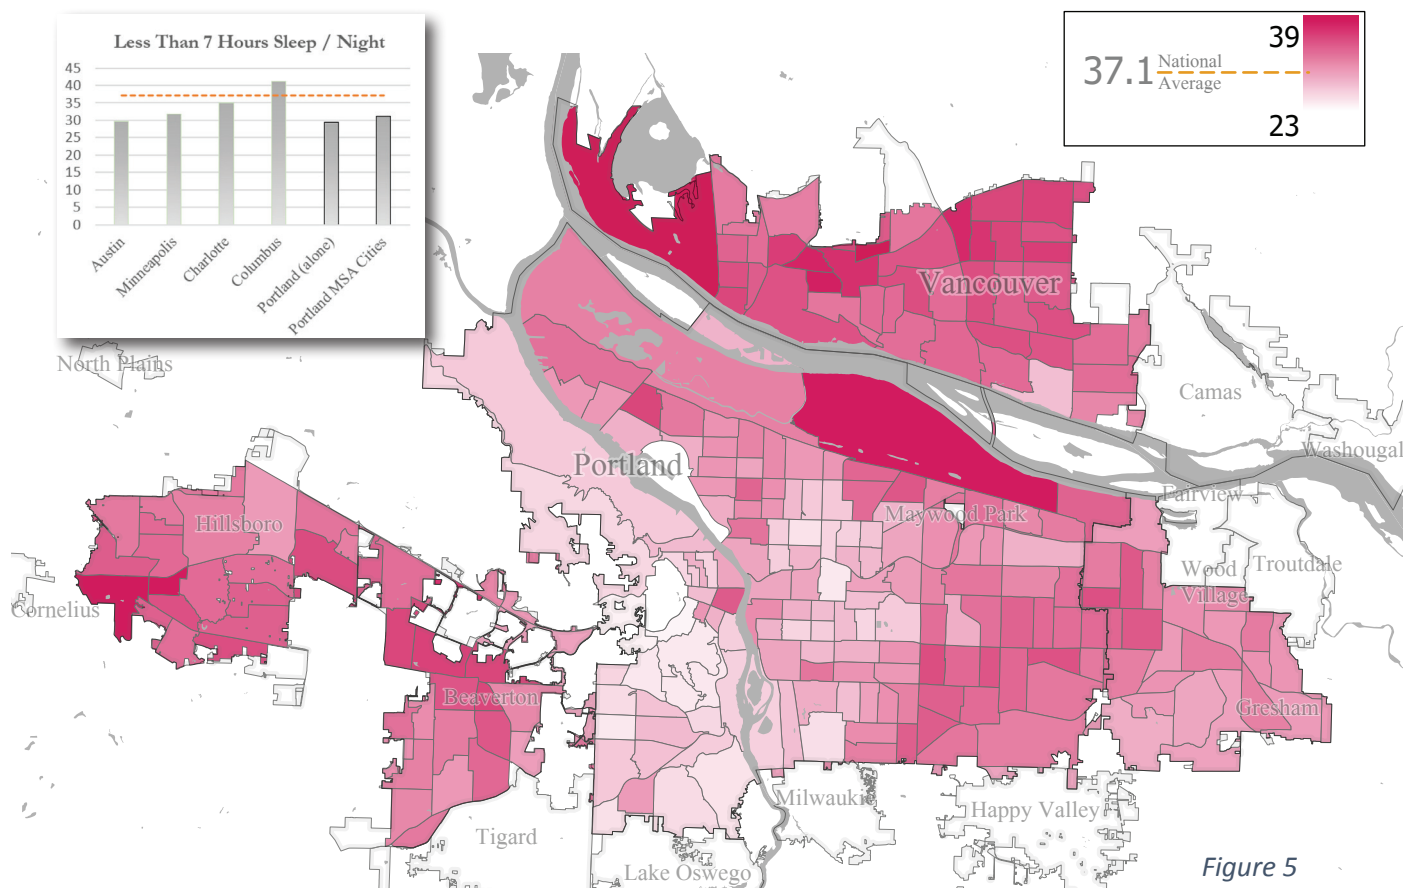 Less Than 7 Hours Sleep / Night
45
40
35
30
25
20
15
10
5
0
Austin
Minneapolis
Charlotte
Columbus
Portland (alone)
Portland MSA Cities
39
37.1
National
Average
23
Vancouver
North Plains
Camas
Washougal
Portland
Fairview
Maywood Park
Hillsboro
Wood
Village
Troutdale
Cornelius
Beaverton
Gresham
Milwaukie
Happy Valley
Tigard
Lake Oswego
Figure 5